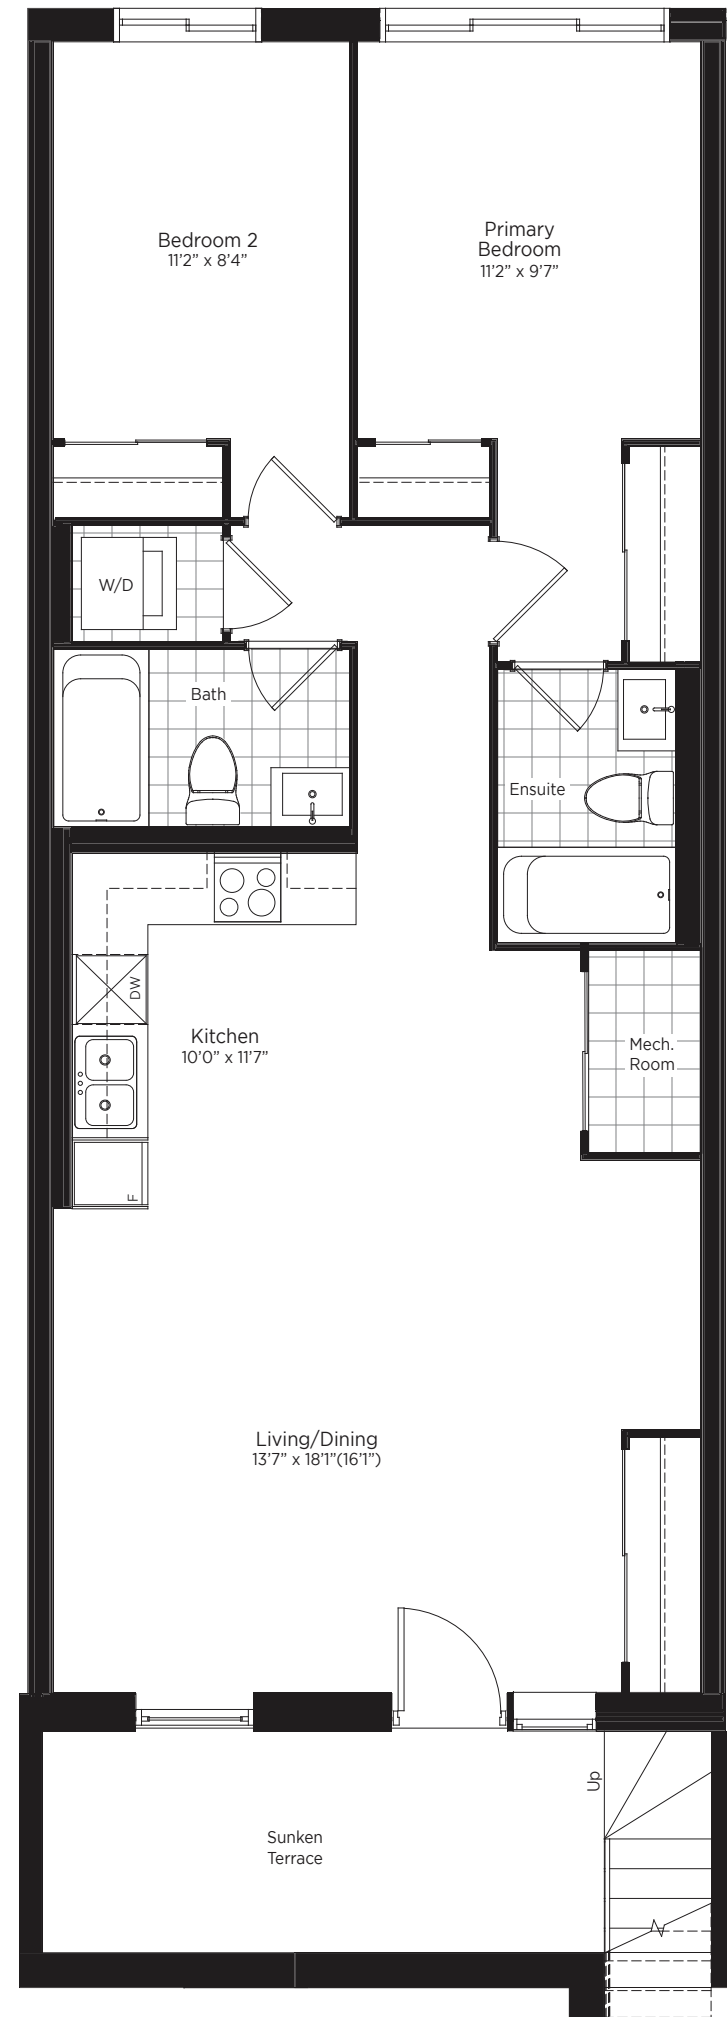 Bedroom 2
11’2” x 8’4”
Primary
Bedroom
11’2” x 9’7”
W/D
Bath
Ensuite
DW
Kitchen
10’0” x 11’7”
Mech.
Room
F
Living/Dining
13’7” x 18’1”(16’1”)
Up
Sunken
Terrace